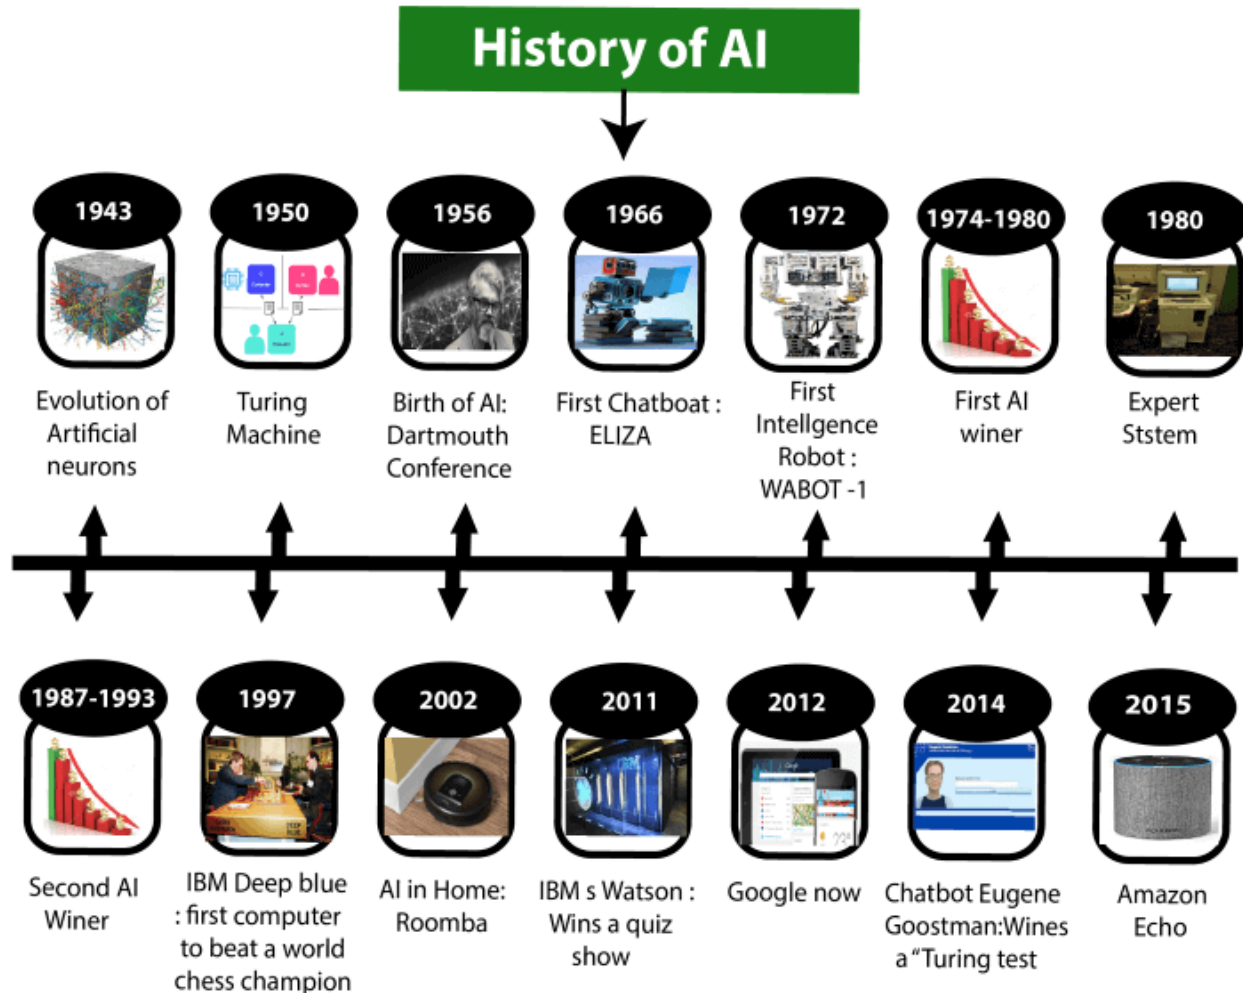 History of AI
1943
1950
1956
1966
1972
1974-1980
1980
Evolution of
Artificial
neurons
Turing
Machine
Birth of AI:
Dartmouth
Conference
First Chatboat :
ELIZA
First
Intellgence
Robot :
WABOT -1
First AI
winer
Expert
Ststem
1987-1993
1997
2002
2011
2012
2014
2015
Second AI
Winer
IBM Deep blue
: first computer
to beat a world
chess champion
AI in Home:
Roomba
IBM s Watson :
Wins a quiz
show
Google now
Chatbot Eugene
Goostman:Wines
a “Turing test
Amazon
Echo